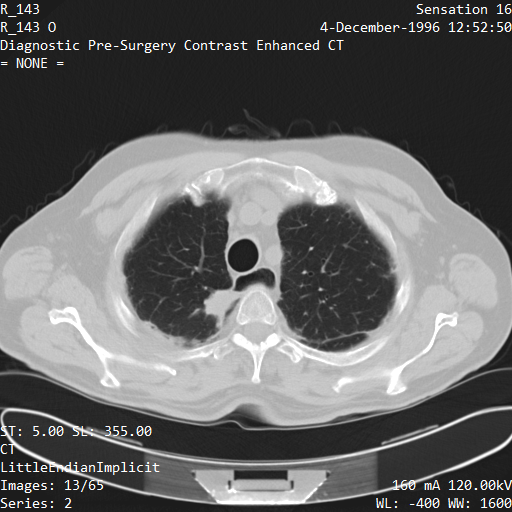 R_143
Sensation 16
R_143 O
4-December-1996 12:52:50
Diagnostic Pre-Surgery Contrast Enhanced CT
= NONE =
ST: 5.00 SL: 355.00
CT
LittleEndianImplicit
Images: 13/65
160 mA 120.00kV
Series: 2
WL: -400 WW: 1600